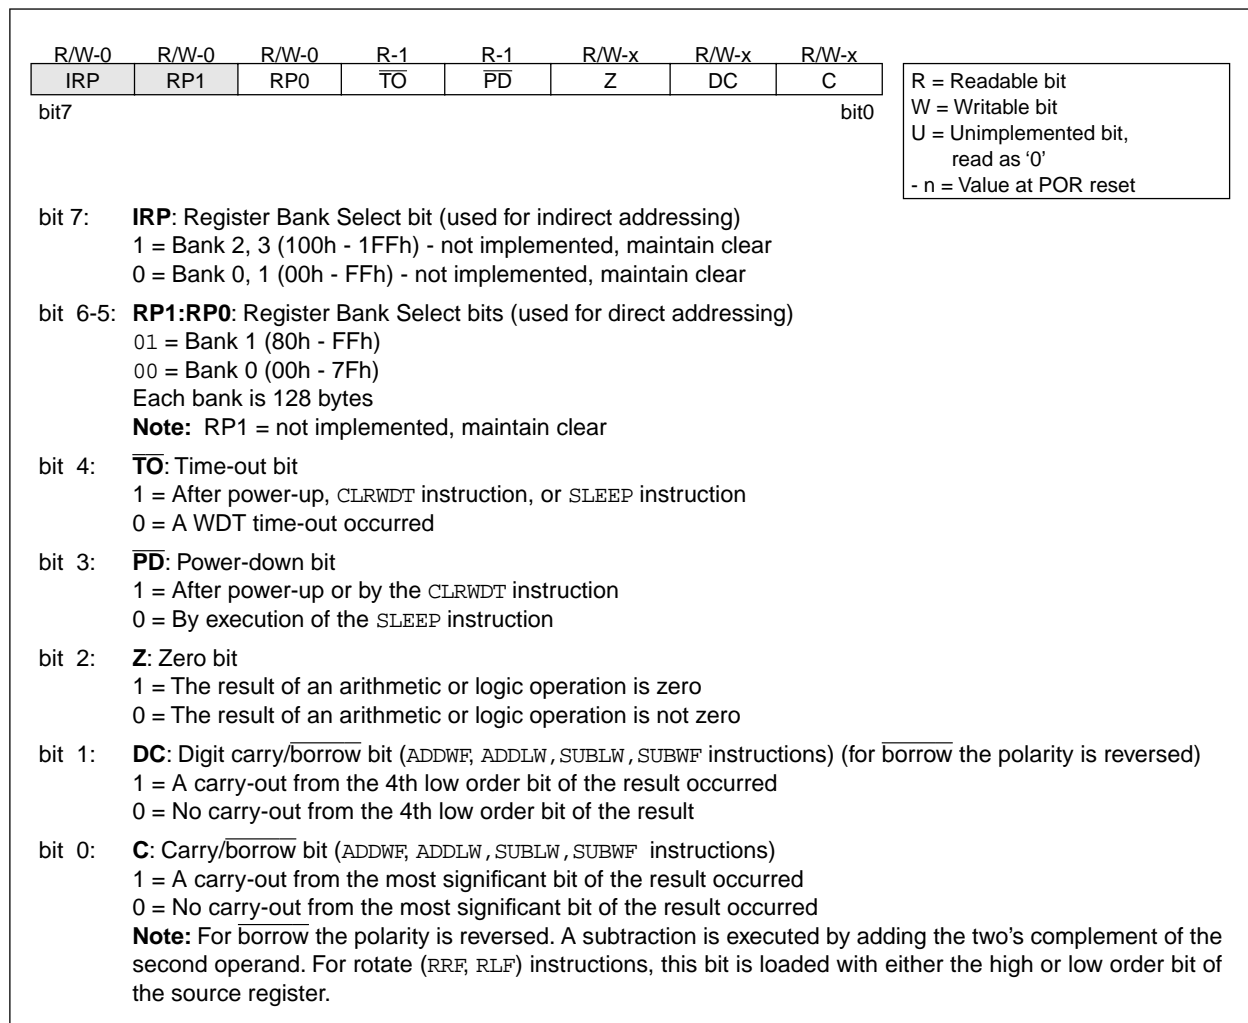 R/W-0 R/W-0 R/W-0 R-1 R-1 R/W-x R/W-x R/W-x
IRP RP1 RP0 T̅O̅ P̅D̅ Z DC C
bit7 bit0
R = Readable bit
W = Writable bit
U = Unimplemented bit,
read as ‘0’
- n = Value at POR reset
bit 7: IRP: Register Bank Select bit (used for indirect addressing)
1 = Bank 2, 3 (100h - 1FFh) - not implemented, maintain clear
0 = Bank 0, 1 (00h - FFh) - not implemented, maintain clear
bit 6-5: RP1:RP0: Register Bank Select bits (used for direct addressing)
01 = Bank 1 (80h - FFh)
00 = Bank 0 (00h - 7Fh)
Each bank is 128 bytes
Note: RP1 = not implemented, maintain clear
bit 4: T̅O̅: Time-out bit
1 = After power-up, CLRWDT instruction, or SLEEP instruction
0 = A WDT time-out occurred
bit 3: P̅D̅: Power-down bit
1 = After power-up or by the CLRWDT instruction
0 = By execution of the SLEEP instruction
bit 2: Z: Zero bit
1 = The result of an arithmetic or logic operation is zero
0 = The result of an arithmetic or logic operation is not zero
bit 1: DC: Digit carry/b̅o̅r̅r̅o̅w̅ bit (ADDWF, ADDLW,SUBLW,SUBWF instructions) (for b̅o̅r̅r̅o̅w̅ the polarity is reversed)
1 = A carry-out from the 4th low order bit of the result occurred
0 = No carry-out from the 4th low order bit of the result
bit 0: C: Carry/b̅o̅r̅r̅o̅w̅ bit (ADDWF, ADDLW,SUBLW,SUBWF instructions)
1 = A carry-out from the most significant bit of the result occurred
0 = No carry-out from the most significant bit of the result occurred
Note: For b̅o̅r̅r̅o̅w̅ the polarity is reversed. A subtraction is executed by adding the two’s complement of the
second operand. For rotate (RRF, RLF) instructions, this bit is loaded with either the high or low order bit of
the source register.